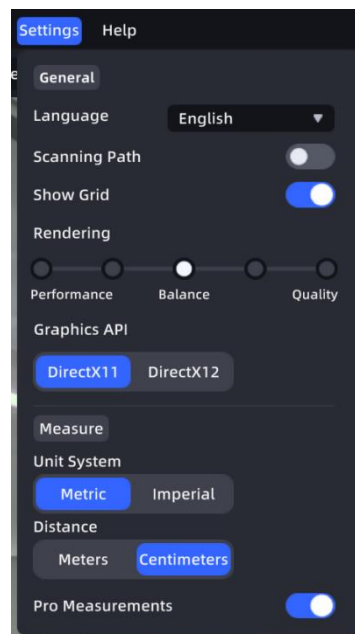 Settings Help
General
Language English
Scanning Path
Show Grid
Rendering
Performance Balance Quality
Graphics API
DirectX11 DirectX12
Measure
Unit System
Metric Imperial
Distance
Meters Centimeters
Pro Measurements